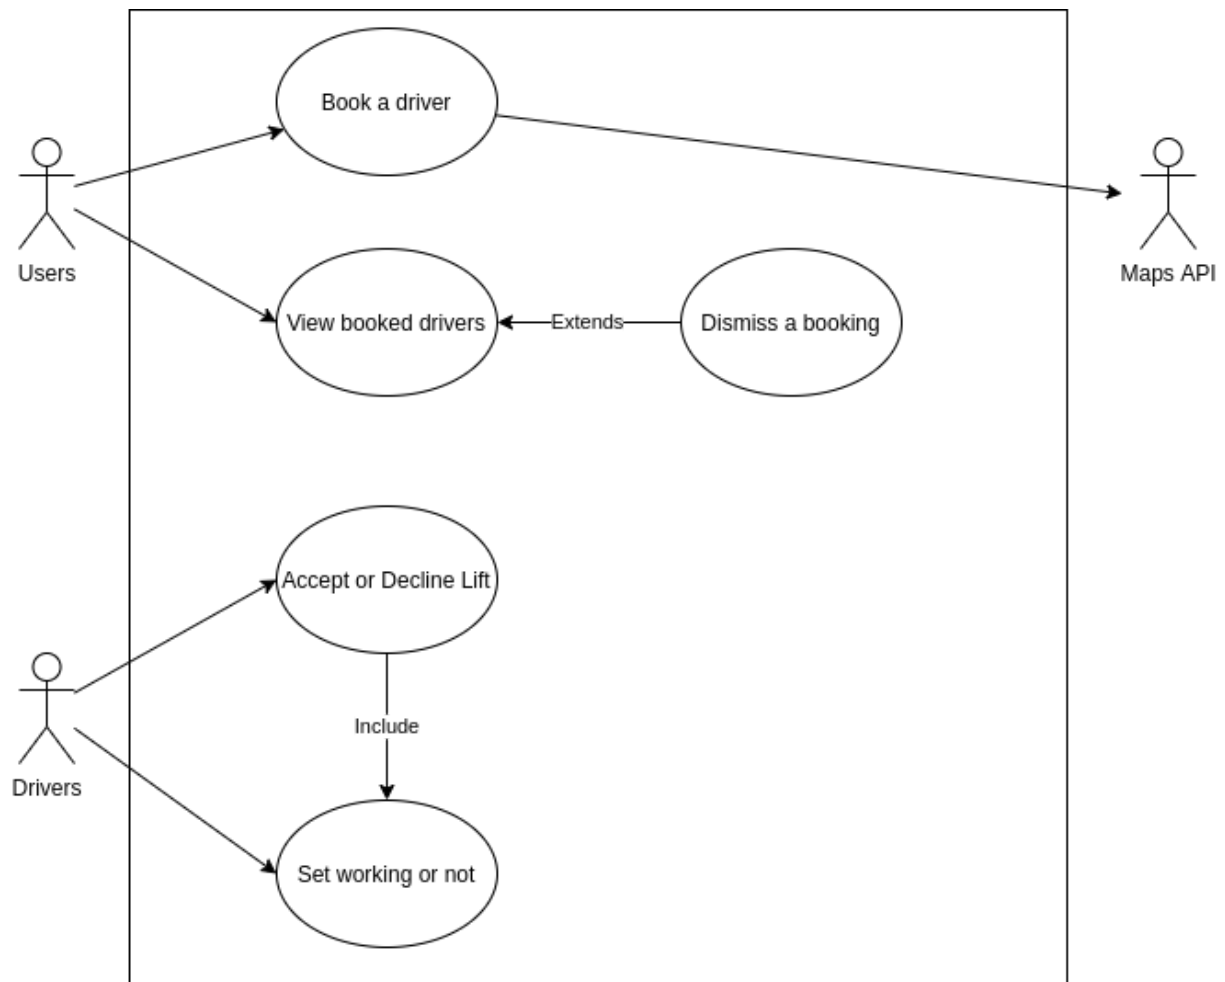 Book a driver
Users
Maps API
View booked drivers
Extends
Dismiss a booking
Accept or Decline Lift
Include
Drivers
Set working or not